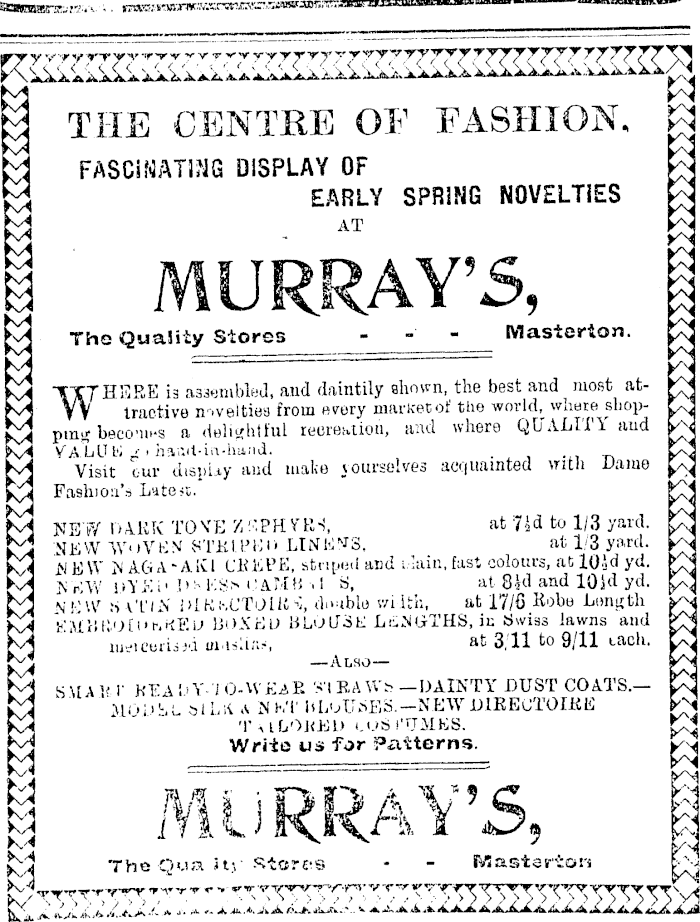 THE CENTRE OF FASHION.
FASCINATING DISPLAY OF
EARLY SPRING NOVELTIES
AT
MURRAY'S,
The Quality Stores - - - Masterton.
WHERE is assembled, and daintily shown, the best and most at-
tractive novelties from every market of the world, where shop-
ping becomes a delightful recreation, and where QUALITY and
VALUE go hand-in-hand.
Visit our display and make yourselves acquainted with Dame
Fashion's Latest.
NEW DARK TONE ZEPHYRS, at 7½d to 1/3 yard.
NEW WOVEN STRIPED LINENS, at 1/3 yard.
NEW NAGASAKI CREPE, striped and plain, fast colours, at 10½d yd.
NEW DYED DRESS CAMBRICS, at 8½d and 10½d yd.
NEW SATIN DIRECTOIRE, double width, at 17/6 Robe Length
EMBROIDERED BOXED BLOUSE LENGTHS, in Swiss lawns and
mercerised muslins, at 3/11 to 9/11 each.
—ALSO—
SMART READY-TO-WEAR STRAWS.—DAINTY DUST COATS.—
MODEL SILK & NET BLOUSES.—NEW DIRECTOIRE
TAILORED COSTUMES.
Write us for Patterns.
MURRAY'S,
The Quality Stores - - Masterton